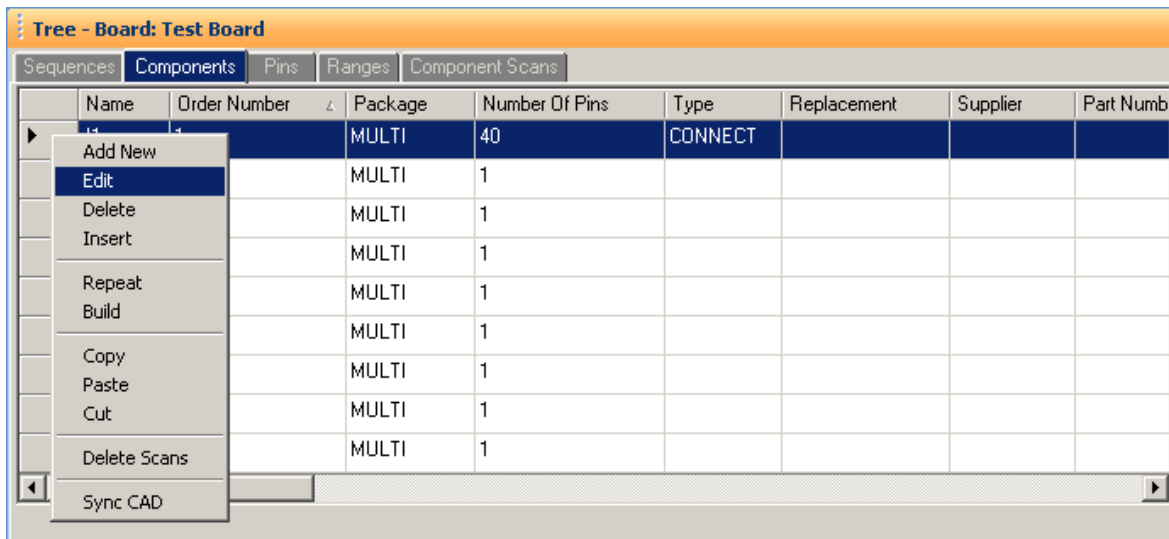 Tree - Board: Test Board
Sequences Components Pins Ranges Component Scans
Name Order Number Package Number Of Pins Type Replacement Supplier Part Numb
MULTI 40 CONNECT
Add New
Edit MULTI 1
Delete MULTI 1
Insert MULTI 1
Repeat MULTI 1
Build MULTI 1
Copy MULTI 1
Paste
Cut MULTI 1
Delete Scans MULTI 1
Sync CAD